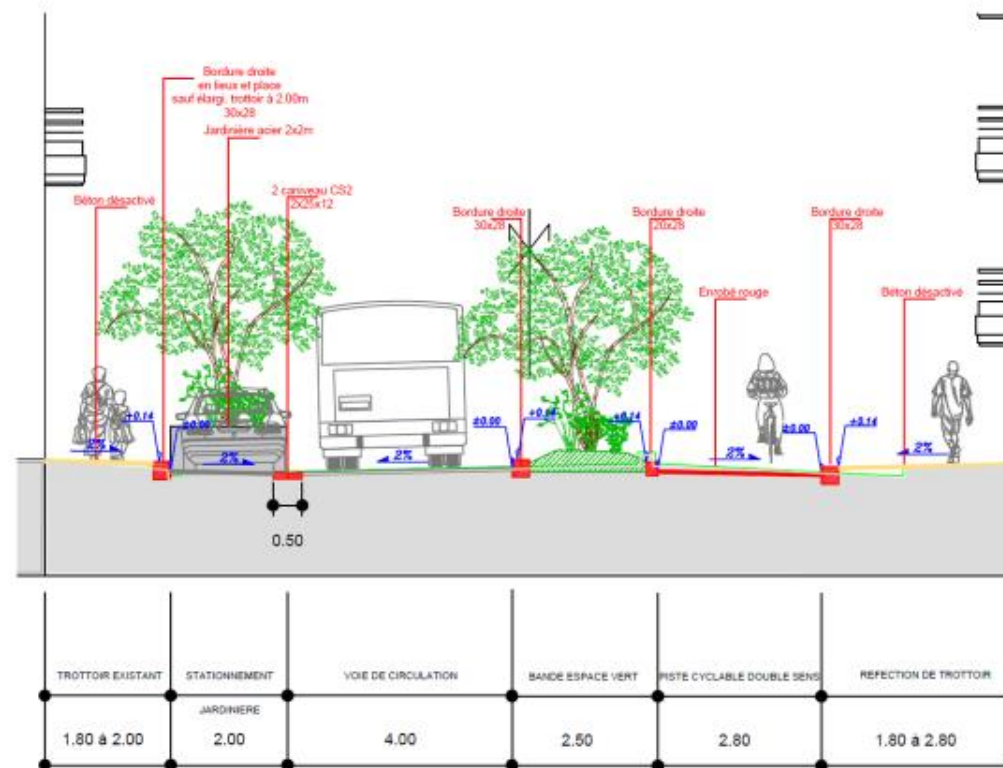 Bordure droite
en lieux et place
sauf élargi, trottoir à 2.00m
30x28
Jardinière acier 2x2m
Béton désactivé
2 caniveau CS2
2x25x12
Bordure droite
30x28
Bordure droite
20x28
Bordure droite
30x28
Enrobé rouge
Béton désactivé
+0.14
±0.00
±0.00
+0.14
+0.14
±0.00
±0.00
+0.14
2%
2%
2%
2%
2%
0.50
TROTTOIR EXISTANT
STATIONNEMENT
VOIE DE CIRCULATION
BANDE ESPACE VERT
PISTE CYCLABLE DOUBLE SENS
REFECTION DE TROTTOIR
JARDINIERE
1.80 à 2.00
2.00
4.00
2.50
2.80
1.80 à 2.80